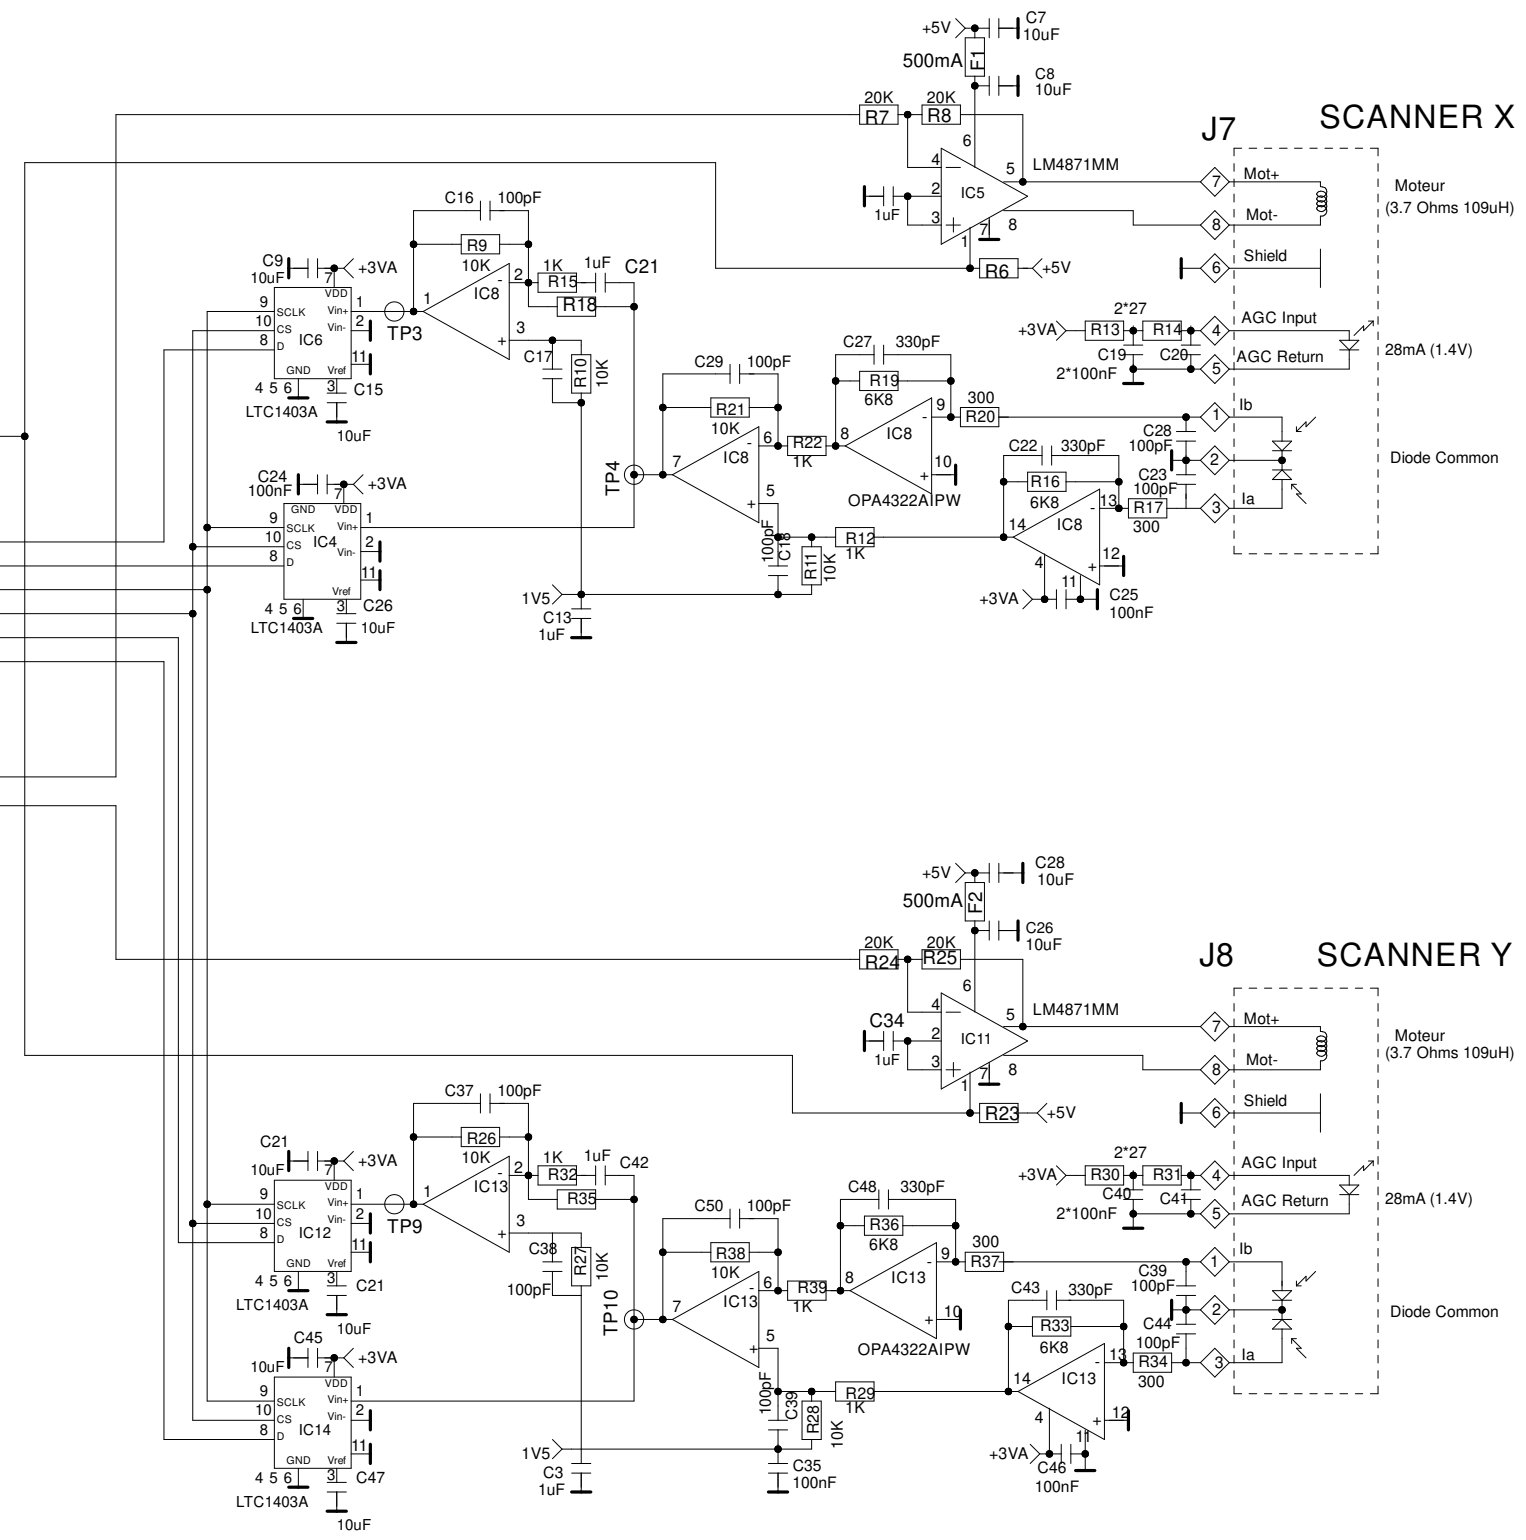 +5V
C7
10uF
500mA
F1
C8
10uF
SCANNER X
J7
20K
R7
20K
R8
6
4
5
LM4871MM
2
IC5
1uF
3
7
8
1
R6
+5V
7
Mot+
Moteur
(3.7 Ohms 109uH)
8
Mot-
6
Shield
C16
100pF
R9
10K
C9
10uF
+3VA
7
VDD
9
SCLK
Vin+
1
10
CS
Vin-
2
8
D
IC6
11
GND
Vref
4 5 6
3
C15
LTC1403A
10uF
TP3
1
IC8
2
-
3
+
1K
R15
1uF
C21
R18
C17
R10
10K
+3VA
2*27
R13
R14
4
AGC Input
C19
C20
2*100nF
5
AGC Return
28mA (1.4V)
C29
100pF
R21
10K
C27
330pF
R19
6K8
300
R20
1
Ib
C28
100pF
2
C23
100pF
Diode Common
3
Ia
TP4
7
IC8
6
-
5
+
R22
1K
8
IC8
9
-
10
+
OPA4322AIPW
C22
330pF
R16
6K8
14
IC8
13
-
12
+
4
11
R17
300
+3VA
C25
100nF
C24
100nF
+3VA
7
GND
VDD
9
SCLK
Vin+
1
10
CS
IC4
Vin-
2
8
D
11
Vref
4 5 6
3
C26
LTC1403A
10uF
100pF
C18
R11
10K
R12
1K
1V5
C13
1uF
+5V
C28
10uF
500mA
F2
C26
10uF
SCANNER Y
J8
20K
R24
20K
R25
6
4
5
LM4871MM
C34
2
IC11
1uF
3
7
8
1
R23
+5V
7
Mot+
Moteur
(3.7 Ohms 109uH)
8
Mot-
6
Shield
C37
100pF
R26
10K
C21
10uF
+3VA
7
VDD
9
SCLK
Vin+
1
10
CS
Vin-
2
8
D
IC12
11
GND
Vref
4 5 6
3
C21
LTC1403A
10uF
TP9
1
IC13
2
-
3
+
1K
R32
1uF
C42
R35
C38
100pF
R27
10K
+3VA
2*27
R30
R31
4
AGC Input
C40
C41
2*100nF
5
AGC Return
28mA (1.4V)
C50
100pF
R38
10K
C48
330pF
R36
6K8
300
R37
1
Ib
C39
100pF
2
C44
100pF
Diode Common
3
Ia
TP10
7
IC13
6
-
5
+
R39
1K
8
IC13
9
-
10
+
OPA4322AIPW
C43
330pF
R33
6K8
14
IC13
13
-
12
+
4
11
R34
300
+3VA
C46
100nF
C45
10uF
+3VA
7
VDD
9
SCLK
Vin+
1
10
CS
Vin-
2
8
D
IC14
11
GND
Vref
4 5 6
3
C47
LTC1403A
10uF
100pF
C39
R28
10K
R29
1K
1V5
C3
1uF
C35
100nF